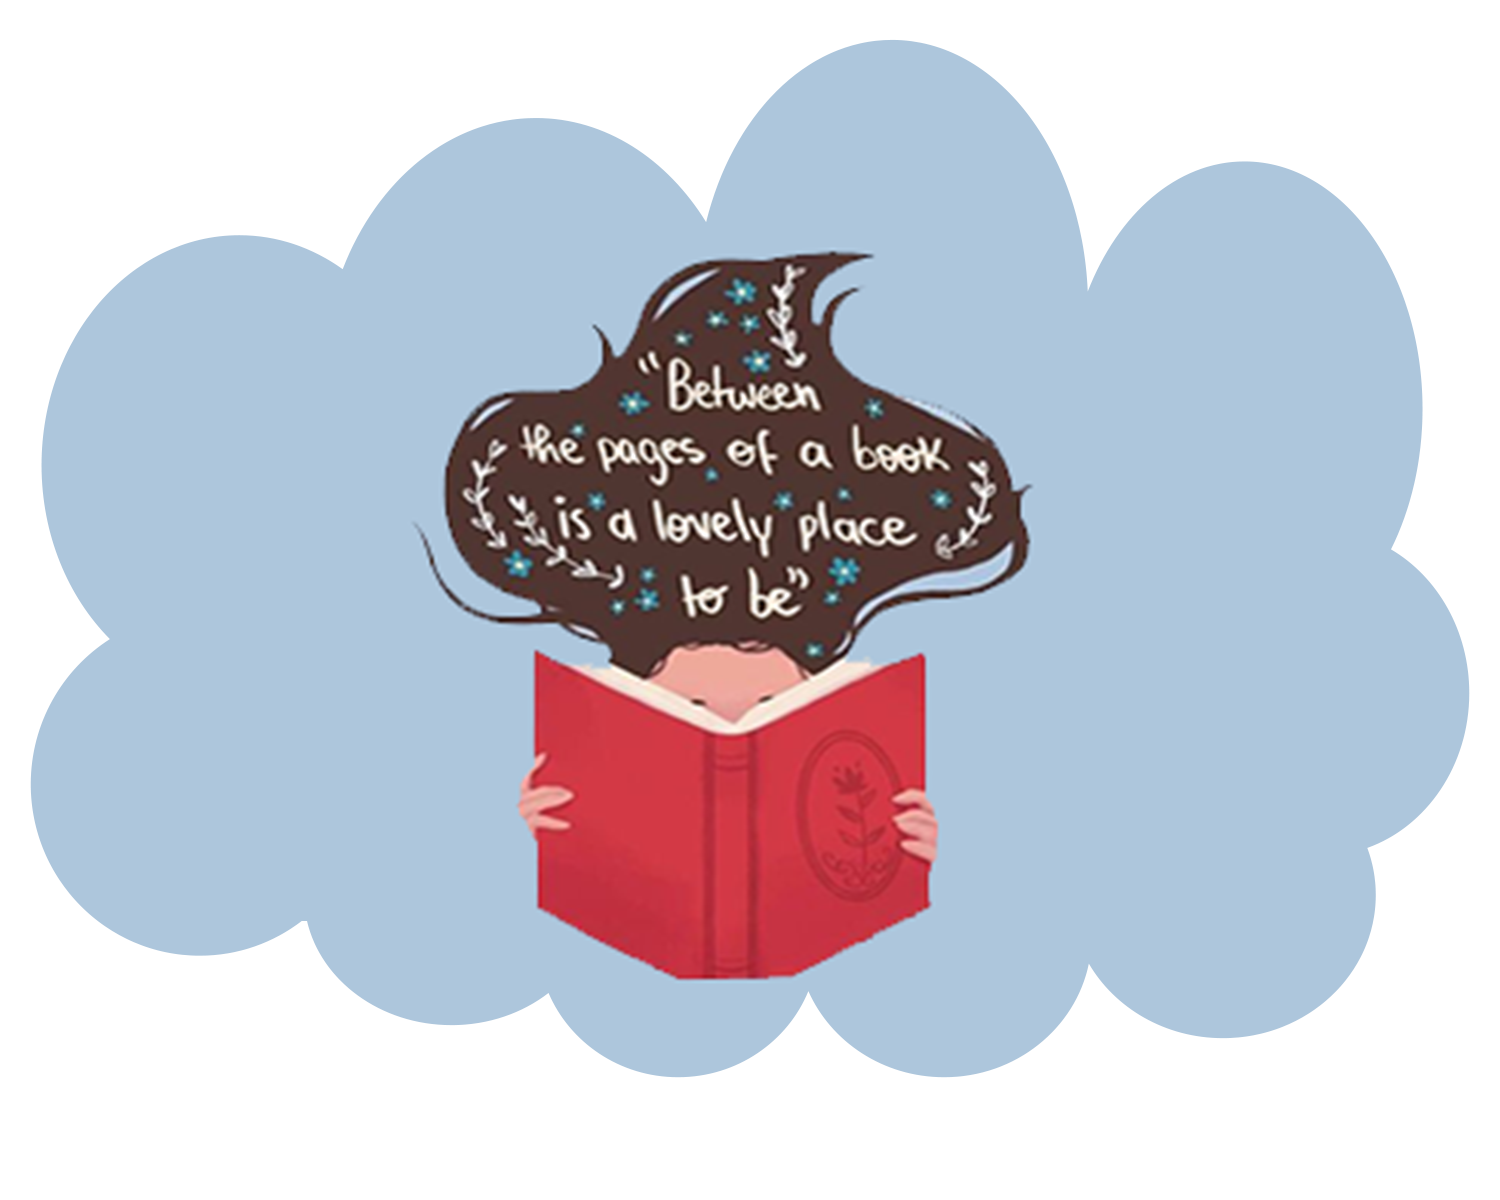 “Between
the pages of a book
is a lovely place
to be”